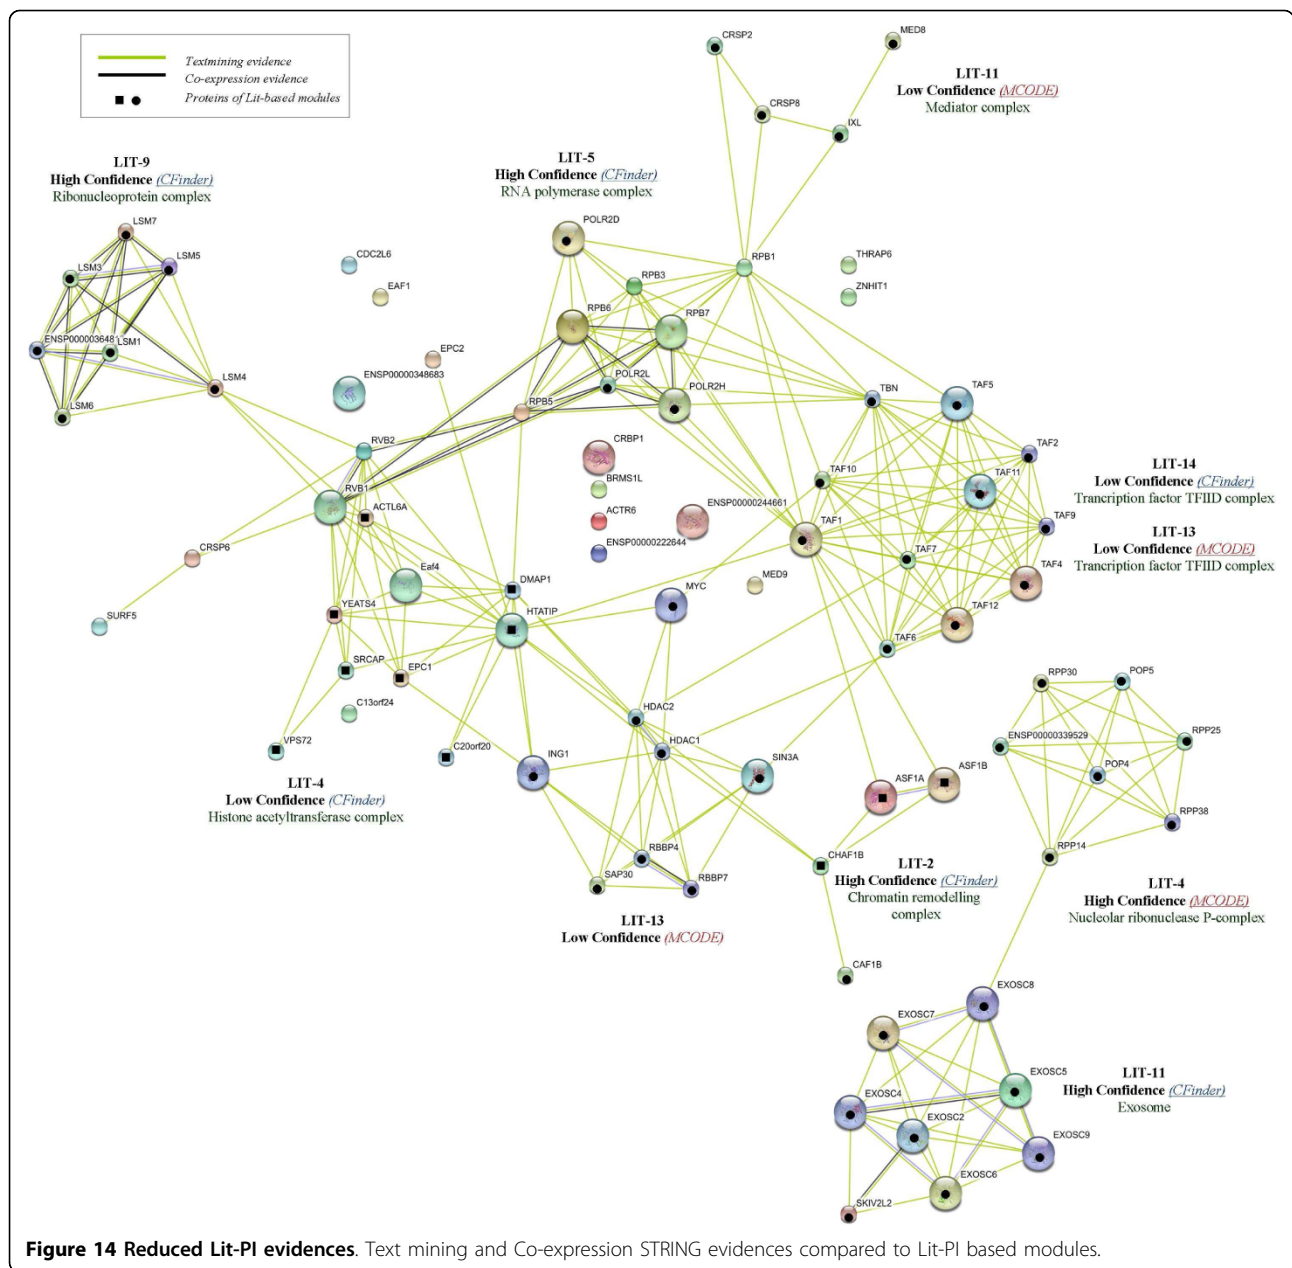 Textmining evidence
Co-expression evidence
Proteins of Lit-based modules
CRSP2
MED8
CRSP8
IXL
LIT-11
Low Confidence (MCODE)
Mediator complex
LIT-9
High Confidence (CFinder)
Ribonucleoprotein complex
LIT-5
High Confidence (CFinder)
RNA polymerase complex
LSM7
LSM5
LSM3
ENSP0000036481
LSM1
LSM6
LSM4
CDC2L6
EAF1
EPC2
ENSP00000348683
POLR2D
RPB3
RPB1
RPB6
RPB7
POLR2L
POLR2H
RPB5
THRAP6
ZNHIT1
TBN
TAF5
TAF2
TAF10
TAF11
TAF9
TAF1
TAF7
TAF4
TAF12
TAF6
LIT-14
Low Confidence (CFinder)
Trancription factor TFIID complex
LIT-13
Low Confidence (MCODE)
Trancription factor TFIID complex
RVB2
RVB1
ACTL6A
CRBP1
BRMS1L
ACTR6
ENSP00000222644
ENSP00000244661
CRSP6
SURF5
Eaf4
DMAP1
HTATIP
MYC
MED9
YEATS4
SRCAP
EPC1
C13orf24
VPS72
C20orf20
LIT-4
Low Confidence (CFinder)
Histone acetyltransferase complex
HDAC2
HDAC1
ING1
SIN3A
RBBP4
SAP30
RBBP7
LIT-13
Low Confidence (MCODE)
ASF1A
ASF1B
CHAF1B
CAF1B
LIT-2
High Confidence (CFinder)
Chromatin remodelling
complex
RPP30
POP5
ENSP00000339529
RPP25
POP4
RPP38
RPP14
LIT-4
High Confidence (MCODE)
Nucleolar ribonuclease P-complex
EXOSC8
EXOSC7
EXOSC5
EXOSC4
EXOSC2
EXOSC9
EXOSC6
SKIV2L2
LIT-11
High Confidence (CFinder)
Exosome
Figure 14 Reduced Lit-PI evidences. Text mining and Co-expression STRING evidences compared to Lit-PI based modules.